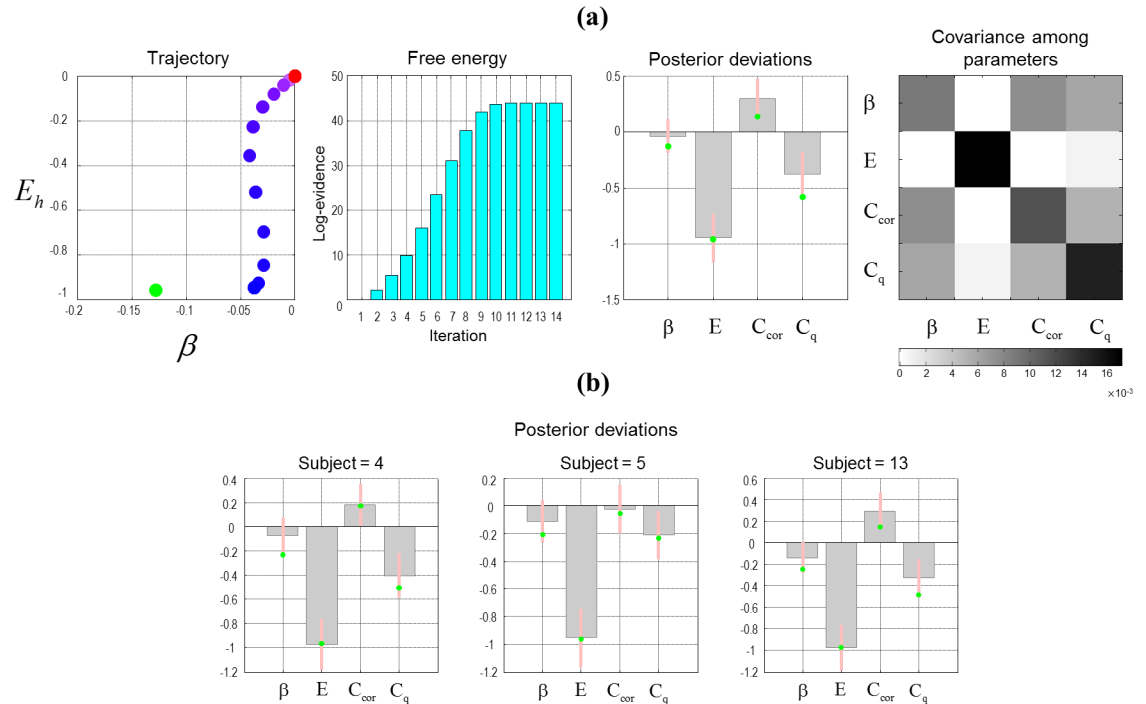 (a)
Trajectory
0
-0.2
-0.4
-0.6
-0.8
-1
E_h
-0.2 -0.15 -0.1 -0.05 0
β
Free energy
50
40
30
20
10
0
Log-evidence
1 2 3 4 5 6 7 8 9 10 11 12 13 14
Iteration
Posterior deviations
0.5
0
-0.5
-1
-1.5
β E C_cor C_q
Covariance among
parameters
β
E
C_cor
C_q
β E C_cor C_q
0 2 4 6 8 10 12 14 16
×10^-3
(b)
Posterior deviations
Subject = 4
0.4
0.2
0
-0.2
-0.4
-0.6
-0.8
-1
-1.2
β E C_cor C_q
Subject = 5
0.2
0
-0.2
-0.4
-0.6
-0.8
-1
-1.2
β E C_cor C_q
Subject = 13
0.6
0.4
0.2
0
-0.2
-0.4
-0.6
-0.8
-1
-1.2
β E C_cor C_q